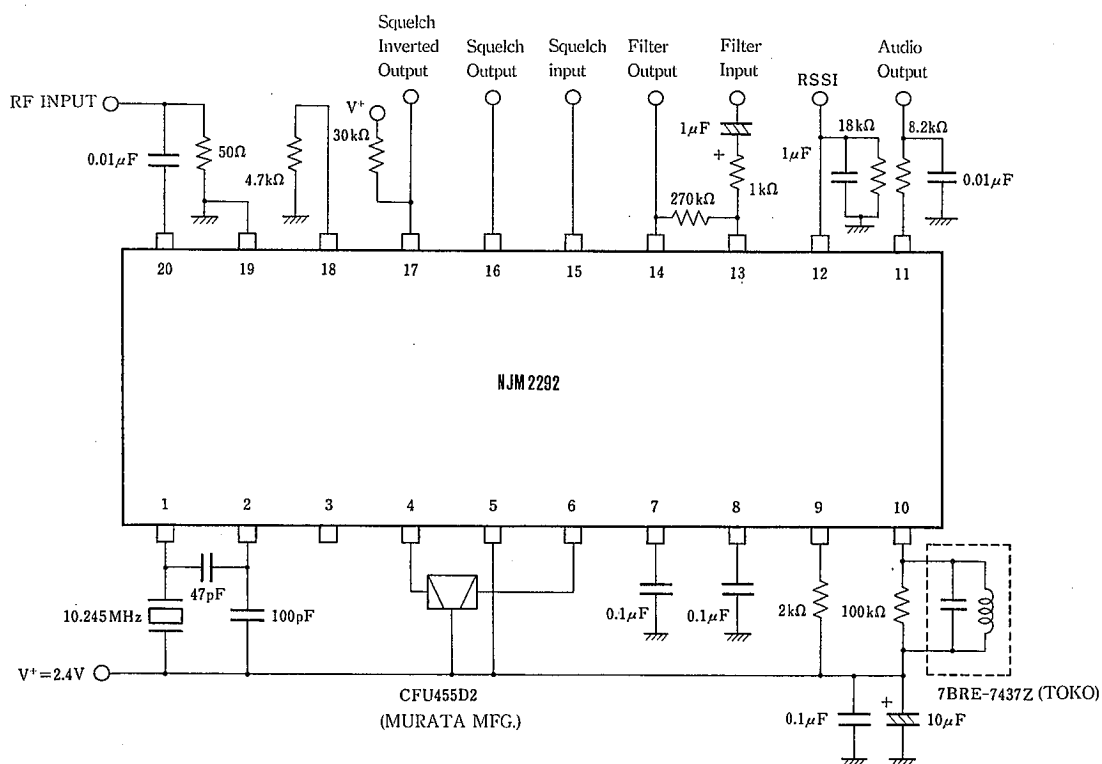 Squelch
Inverted
Output
Squelch
Output
Squelch
input
Filter
Output
Filter
Input
RSSI
Audio
Output
RF INPUT
V⁺
30kΩ
1μF
18kΩ
8.2kΩ
0.01μF
50Ω
4.7kΩ
+
1kΩ
270kΩ
1μF
0.01μF
20 19 18 17 16 15 14 13 12 11
NJM2292
1 2 3 4 5 6 7 8 9 10
47pF
10.245MHz
100pF
0.1μF
0.1μF
2kΩ
100kΩ
V⁺=2.4V
CFU455D2
(MURATA MFG.)
7BRE-7437Z (TOKO)
0.1μF
+
10μF